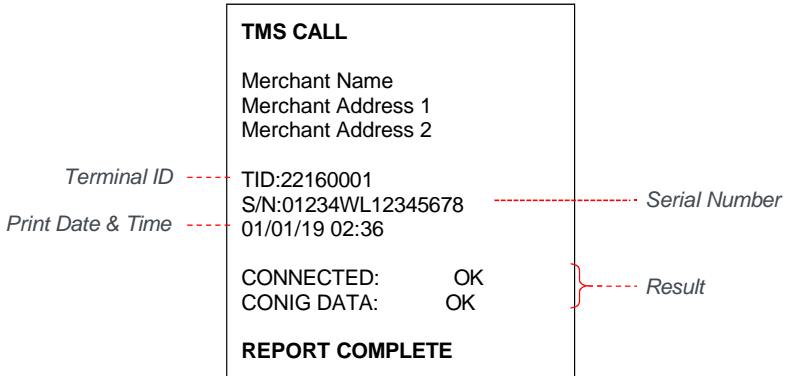 TMS CALL
Merchant Name
Merchant Address 1
Merchant Address 2
Terminal ID
TID:22160001
S/N:01234WL12345678
Serial Number
Print Date & Time
01/01/19 02:36
CONNECTED: OK
CONIG DATA: OK
Result
REPORT COMPLETE